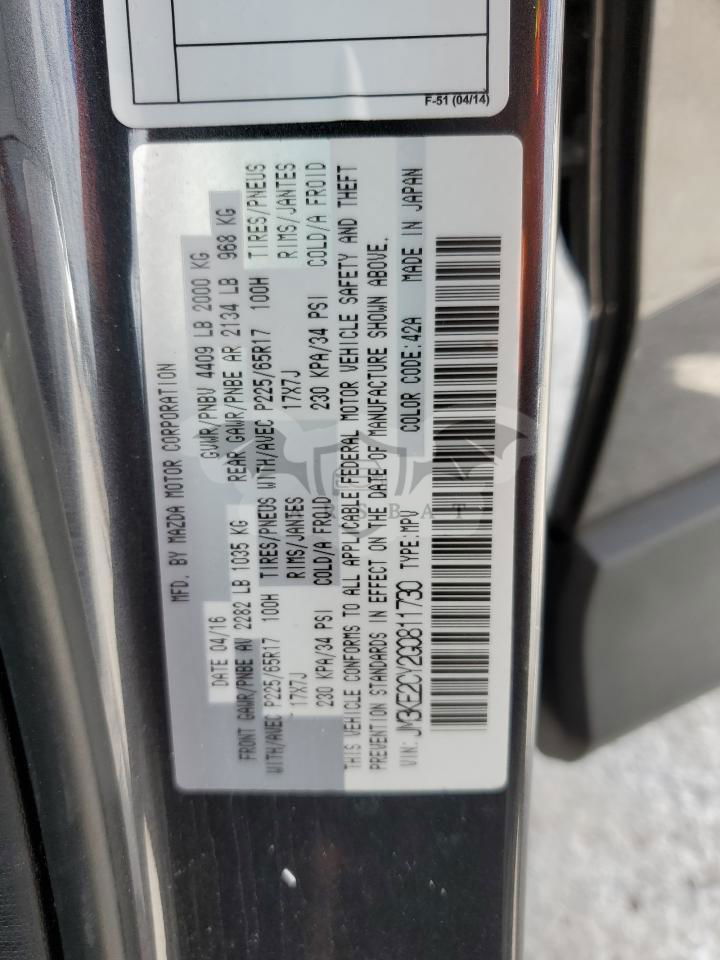 F-51 (04/14)
MFD. BY MAZDA MOTOR CORPORATION
DATE 04/16 GVWR/PNBV 4409 LB 2000 KG
FRONT GAWR/PNBE AV 2282 LB 1035 KG REAR GAWR/PNBE AR 2134 LB 968 KG
WITH/AVEC P225/65R17 100H TIRES/PNEUS WITH/AVEC P225/65R17 100H TIRES/PNEUS
17X7J RIMS/JANTES 17X7J RIMS/JANTES
230 KPA/34 PSI COLD/A FROID 230 KPA/34 PSI COLD/A FROID
THIS VEHICLE CONFORMS TO ALL APPLICABLE FEDERAL MOTOR VEHICLE SAFETY AND THEFT
PREVENTION STANDARDS IN EFFECT ON THE DATE OF MANUFACTURE SHOWN ABOVE.
VIN: JM3KE2CY2G0811730 TYPE:MPV COLOR CODE:42A MADE IN JAPAN